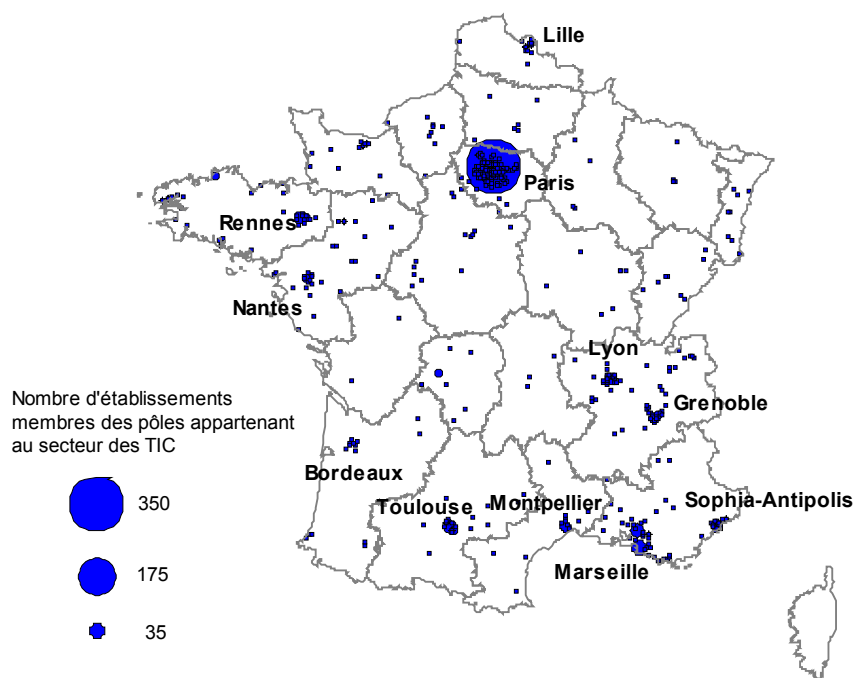 Lille
Paris
Rennes
Nantes
Lyon
Grenoble
Nombre d'établissements
membres des pôles appartenant
au secteur des TIC
Bordeaux
Toulouse
Montpellier
Sophia-Antipolis
Marseille
350
175
35